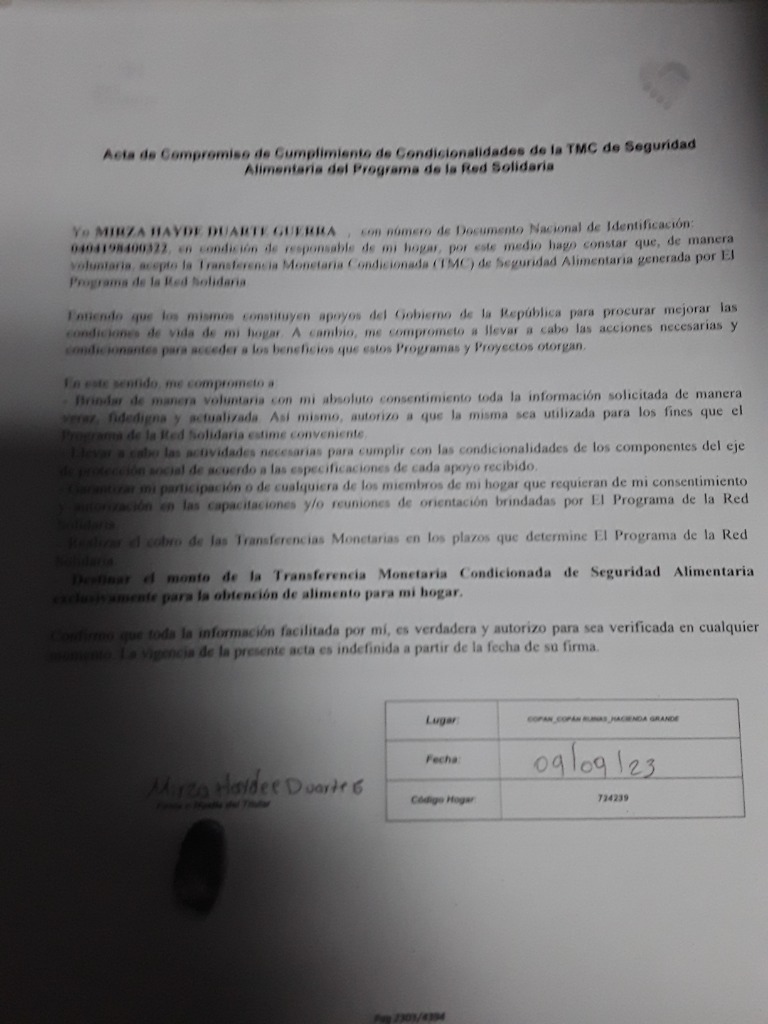 Acta de Compromiso de Cumplimiento de Condicionalidades de la TMC de Seguridad
Alimentaria del Programa de la Red Solidaria
Yo MIRZA HAYDE DUARTE GUERRA , con número de Documento Nacional de Identificación:
0404198400322, en condición de responsable de mi hogar, por este medio hago constar que, de manera
voluntaria, acepto la Transferencia Monetaria Condicionada (TMC) de Seguridad Alimentaria generada por El
Programa de la Red Solidaria.
Entiendo que los mismos constituyen apoyos del Gobierno de la República para procurar mejorar las
condiciones de vida de mi hogar. A cambio, me comprometo a llevar a cabo las acciones necesarias y
condicionantes para acceder a los beneficios que estos Programas y Proyectos otorgan.
En este sentido, me comprometo a
- Brindar de manera voluntaria con mi absoluto consentimiento toda la información solicitada de manera
veraz, fidedigna y actualizada. Así mismo, autorizo a que la misma sea utilizada para los fines que el
Programa de la Red Solidaria estime conveniente.
- Llevar a cabo las actividades necesarias para cumplir con las condicionalidades de los componentes del eje
de protección social de acuerdo a las especificaciones de cada apoyo recibido.
- Garantizar mi participación o de cualquiera de los miembros de mi hogar que requieran de mi consentimiento
y autorización en las capacitaciones y/o reuniones de orientación brindadas por El Programa de la Red
Solidaria.
- Realizar el cobro de las Transferencias Monetarias en los plazos que determine El Programa de la Red
Solidaria.
- Destinar el monto de la Transferencia Monetaria Condicionada de Seguridad Alimentaria
exclusivamente para la obtención de alimento para mi hogar.
Confirmo que toda la información facilitada por mí, es verdadera y autorizo para sea verificada en cualquier
momento. La vigencia de la presente acta es indefinida a partir de la fecha de su firma.
Lugar: COPAN_COPÁN RUINAS_HACIENDA GRANDE
Fecha: 09/09/23
Código Hogar: 734239
Mirza Haydee Duarte G
Firma o Huella del Titular
Pág 2303/4394